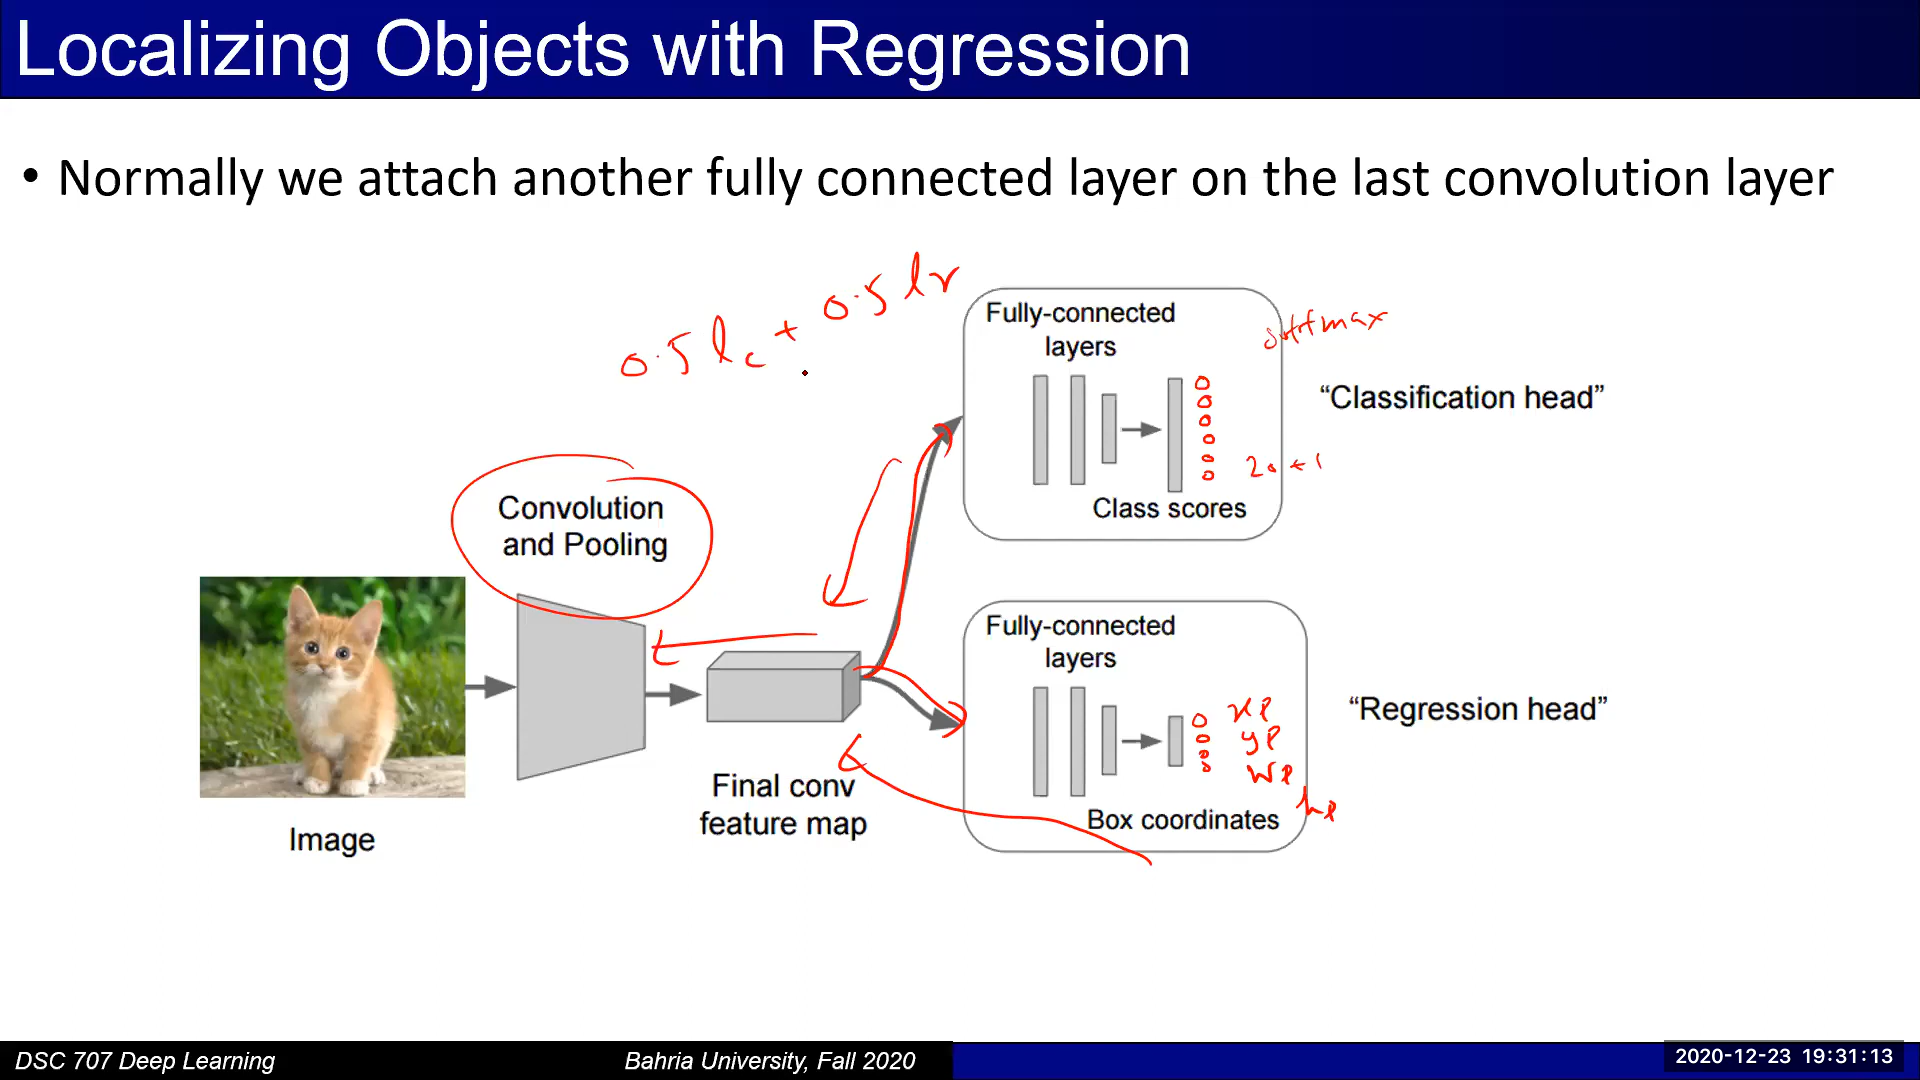 Localizing Objects with Regression
• Normally we attach another fully connected layer on the last convolution layer
0.5 lc + 0.5 lr
Fully-connected
layers
softmax
"Classification head"
20+1
Class scores
Convolution
and Pooling
Fully-connected
layers
"Regression head"
xp
yp
wp
hp
Box coordinates
Final conv
feature map
Image
DSC 707 Deep Learning
Bahria University, Fall 2020
2020-12-23 19:31:13